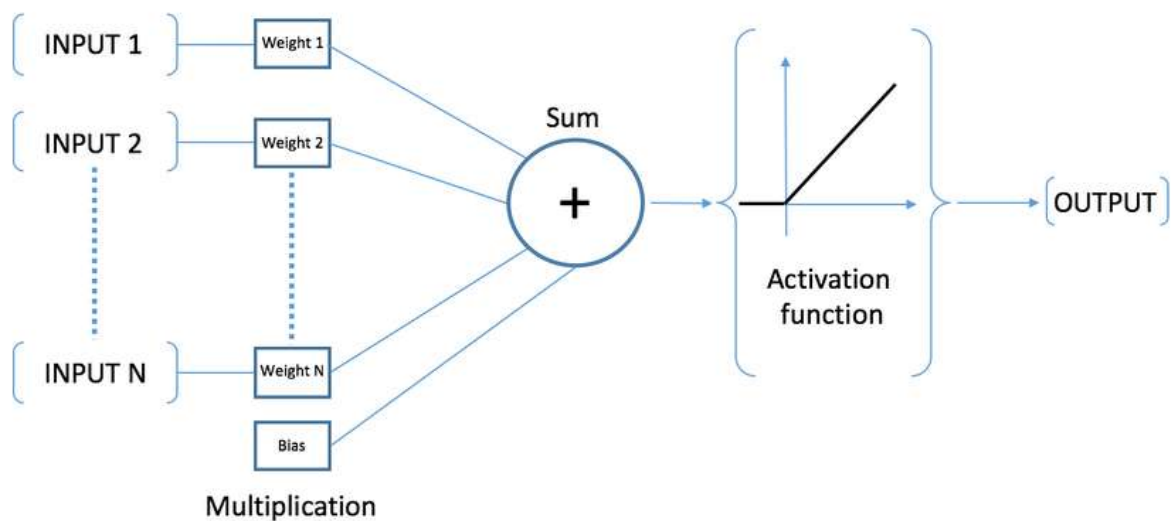 INPUT 1
Weight 1
INPUT 2
Weight 2
Sum
+
OUTPUT
Activation
function
INPUT N
Weight N
Bias
Multiplication